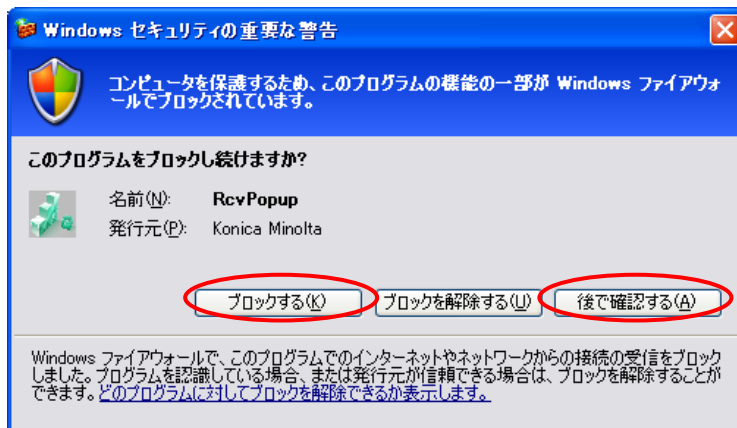 Windows セキュリティの重要な警告
コンピュータを保護するため、このプログラムの機能の一部が Windows ファイアウォ
ールでブロックされています。
このプログラムをブロックし続けますか?
名前(N): RcvPopup
発行元(P): Konica Minolta
ブロックする(K) ブロックを解除する(U) 後で確認する(A)
Windows ファイアウォールで、このプログラムでのインターネットやネットワークからの接続の受信をブロック
しました。プログラムを認識している場合、または発行元が信頼できる場合は、ブロックを解除することが
できます。どのプログラムに対してブロックを解除できるか表示します。